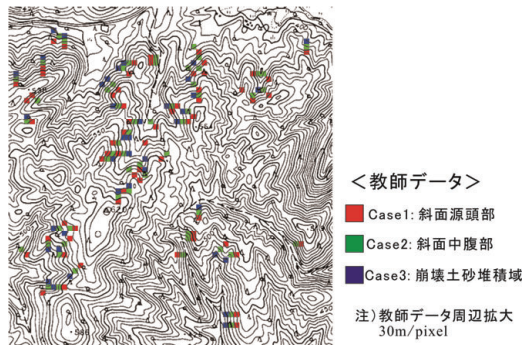 ＜教師データ＞
Case1: 斜面源頭部
Case2: 斜面中腹部
Case3: 崩壊土砂堆積域
注）教師データ周辺拡大
30m/pixel